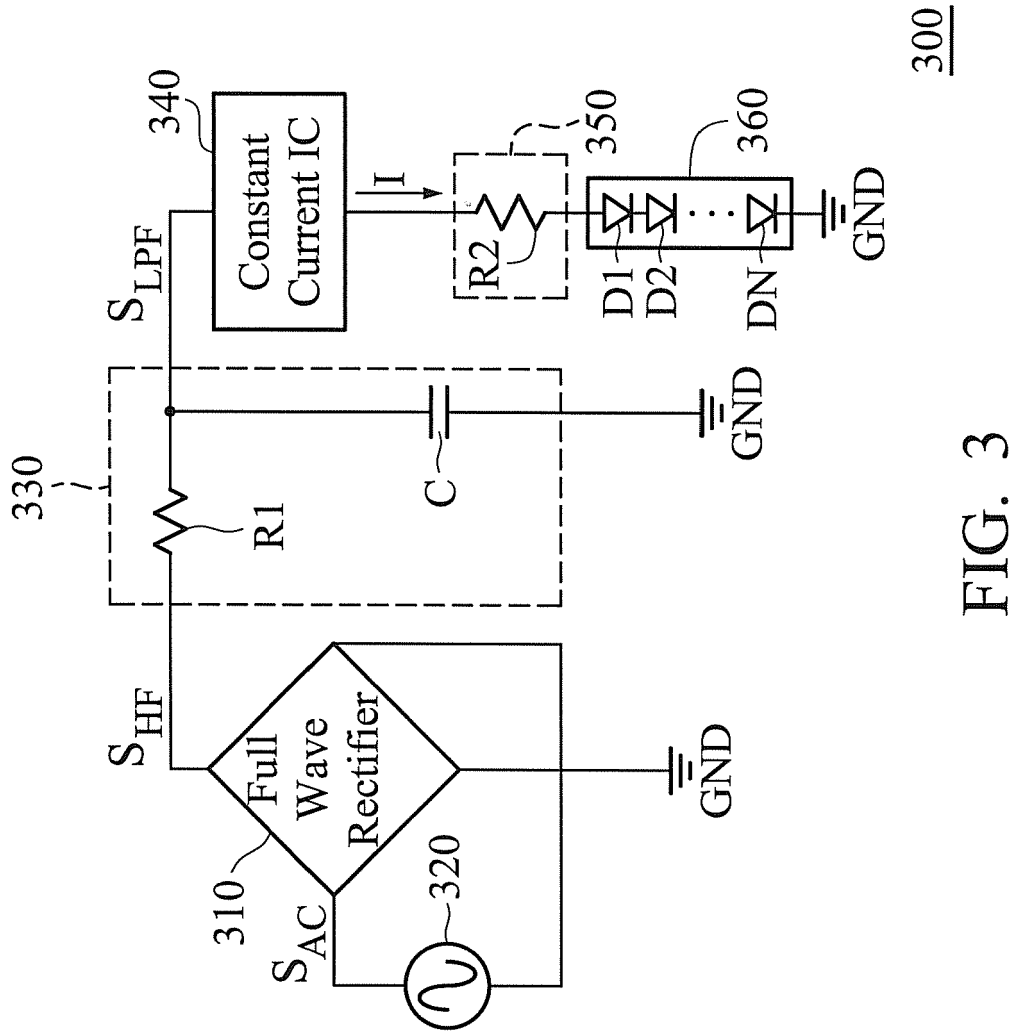 330
340
S_HF
S_LPF
Full
Wave
Rectifier
310
S_AC
320
R1
C
Constant
Current IC
I
350
R2
360
D1
D2
DN
GND
GND
GND
300
FIG. 3